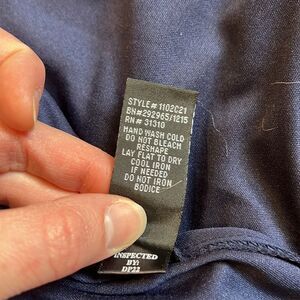 STYLE# 1102C21
BN#292965/1215
RN# 31310
HAND WASH COLD
DO NOT BLEACH
RESHAPE
LAY FLAT TO DRY
COOL IRON
IF NEEDED
DO NOT IRON
BODICE
INSPECTED
BY:
DP22